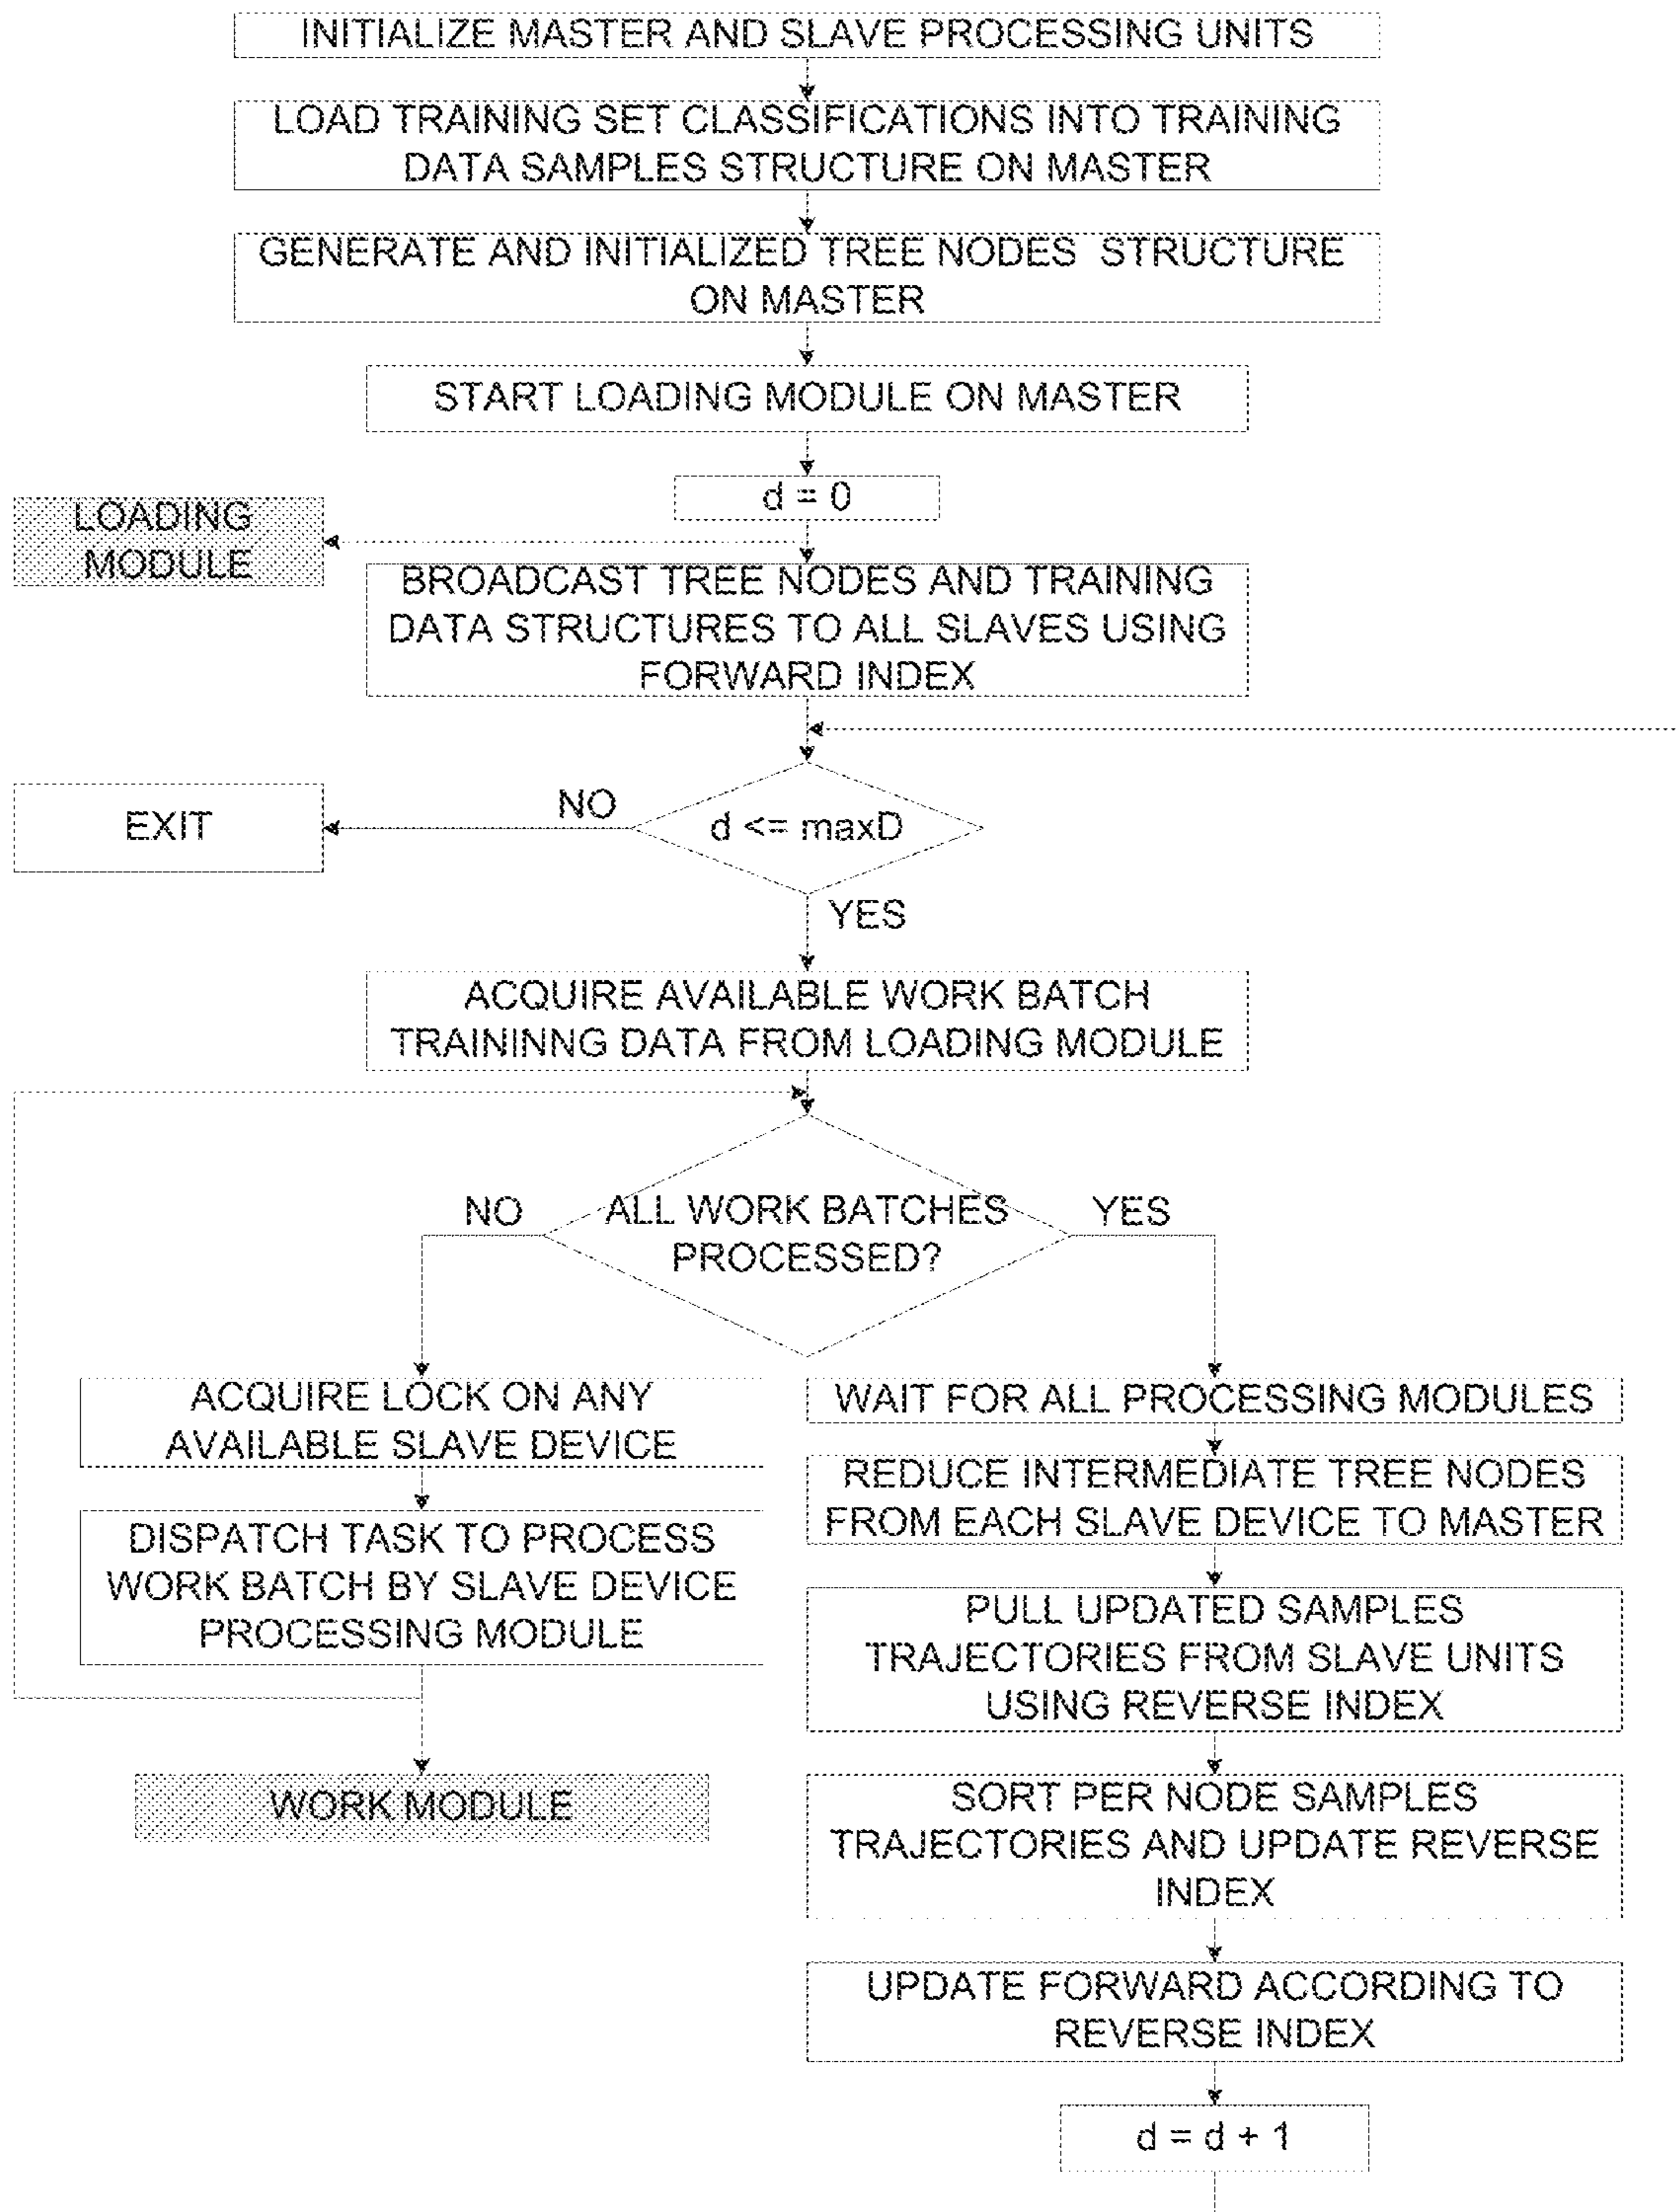 INITIALIZE MASTER AND SLAVE PROCESSING UNITS
LOAD TRAINING SET CLASSIFICATIONS INTO TRAINING
DATA SAMPLES STRUCTURE ON MASTER
GENERATE AND INITIALIZED TREE NODES STRUCTURE
ON MASTER
START LOADING MODULE ON MASTER
d = 0
LOADING
MODULE
BROADCAST TREE NODES AND TRAINING
DATA STRUCTURES TO ALL SLAVES USING
FORWARD INDEX
EXIT
NO
d <= maxD
YES
ACQUIRE AVAILABLE WORK BATCH
TRAININNG DATA FROM LOADING MODULE
NO
ALL WORK BATCHES
PROCESSED?
YES
ACQUIRE LOCK ON ANY
AVAILABLE SLAVE DEVICE
DISPATCH TASK TO PROCESS
WORK BATCH BY SLAVE DEVICE
PROCESSING MODULE
WORK MODULE
WAIT FOR ALL PROCESSING MODULES
REDUCE INTERMEDIATE TREE NODES
FROM EACH SLAVE DEVICE TO MASTER
PULL UPDATED SAMPLES
TRAJECTORIES FROM SLAVE UNITS
USING REVERSE INDEX
SORT PER NODE SAMPLES
TRAJECTORIES AND UPDATE REVERSE
INDEX
UPDATE FORWARD ACCORDING TO
REVERSE INDEX
d = d + 1